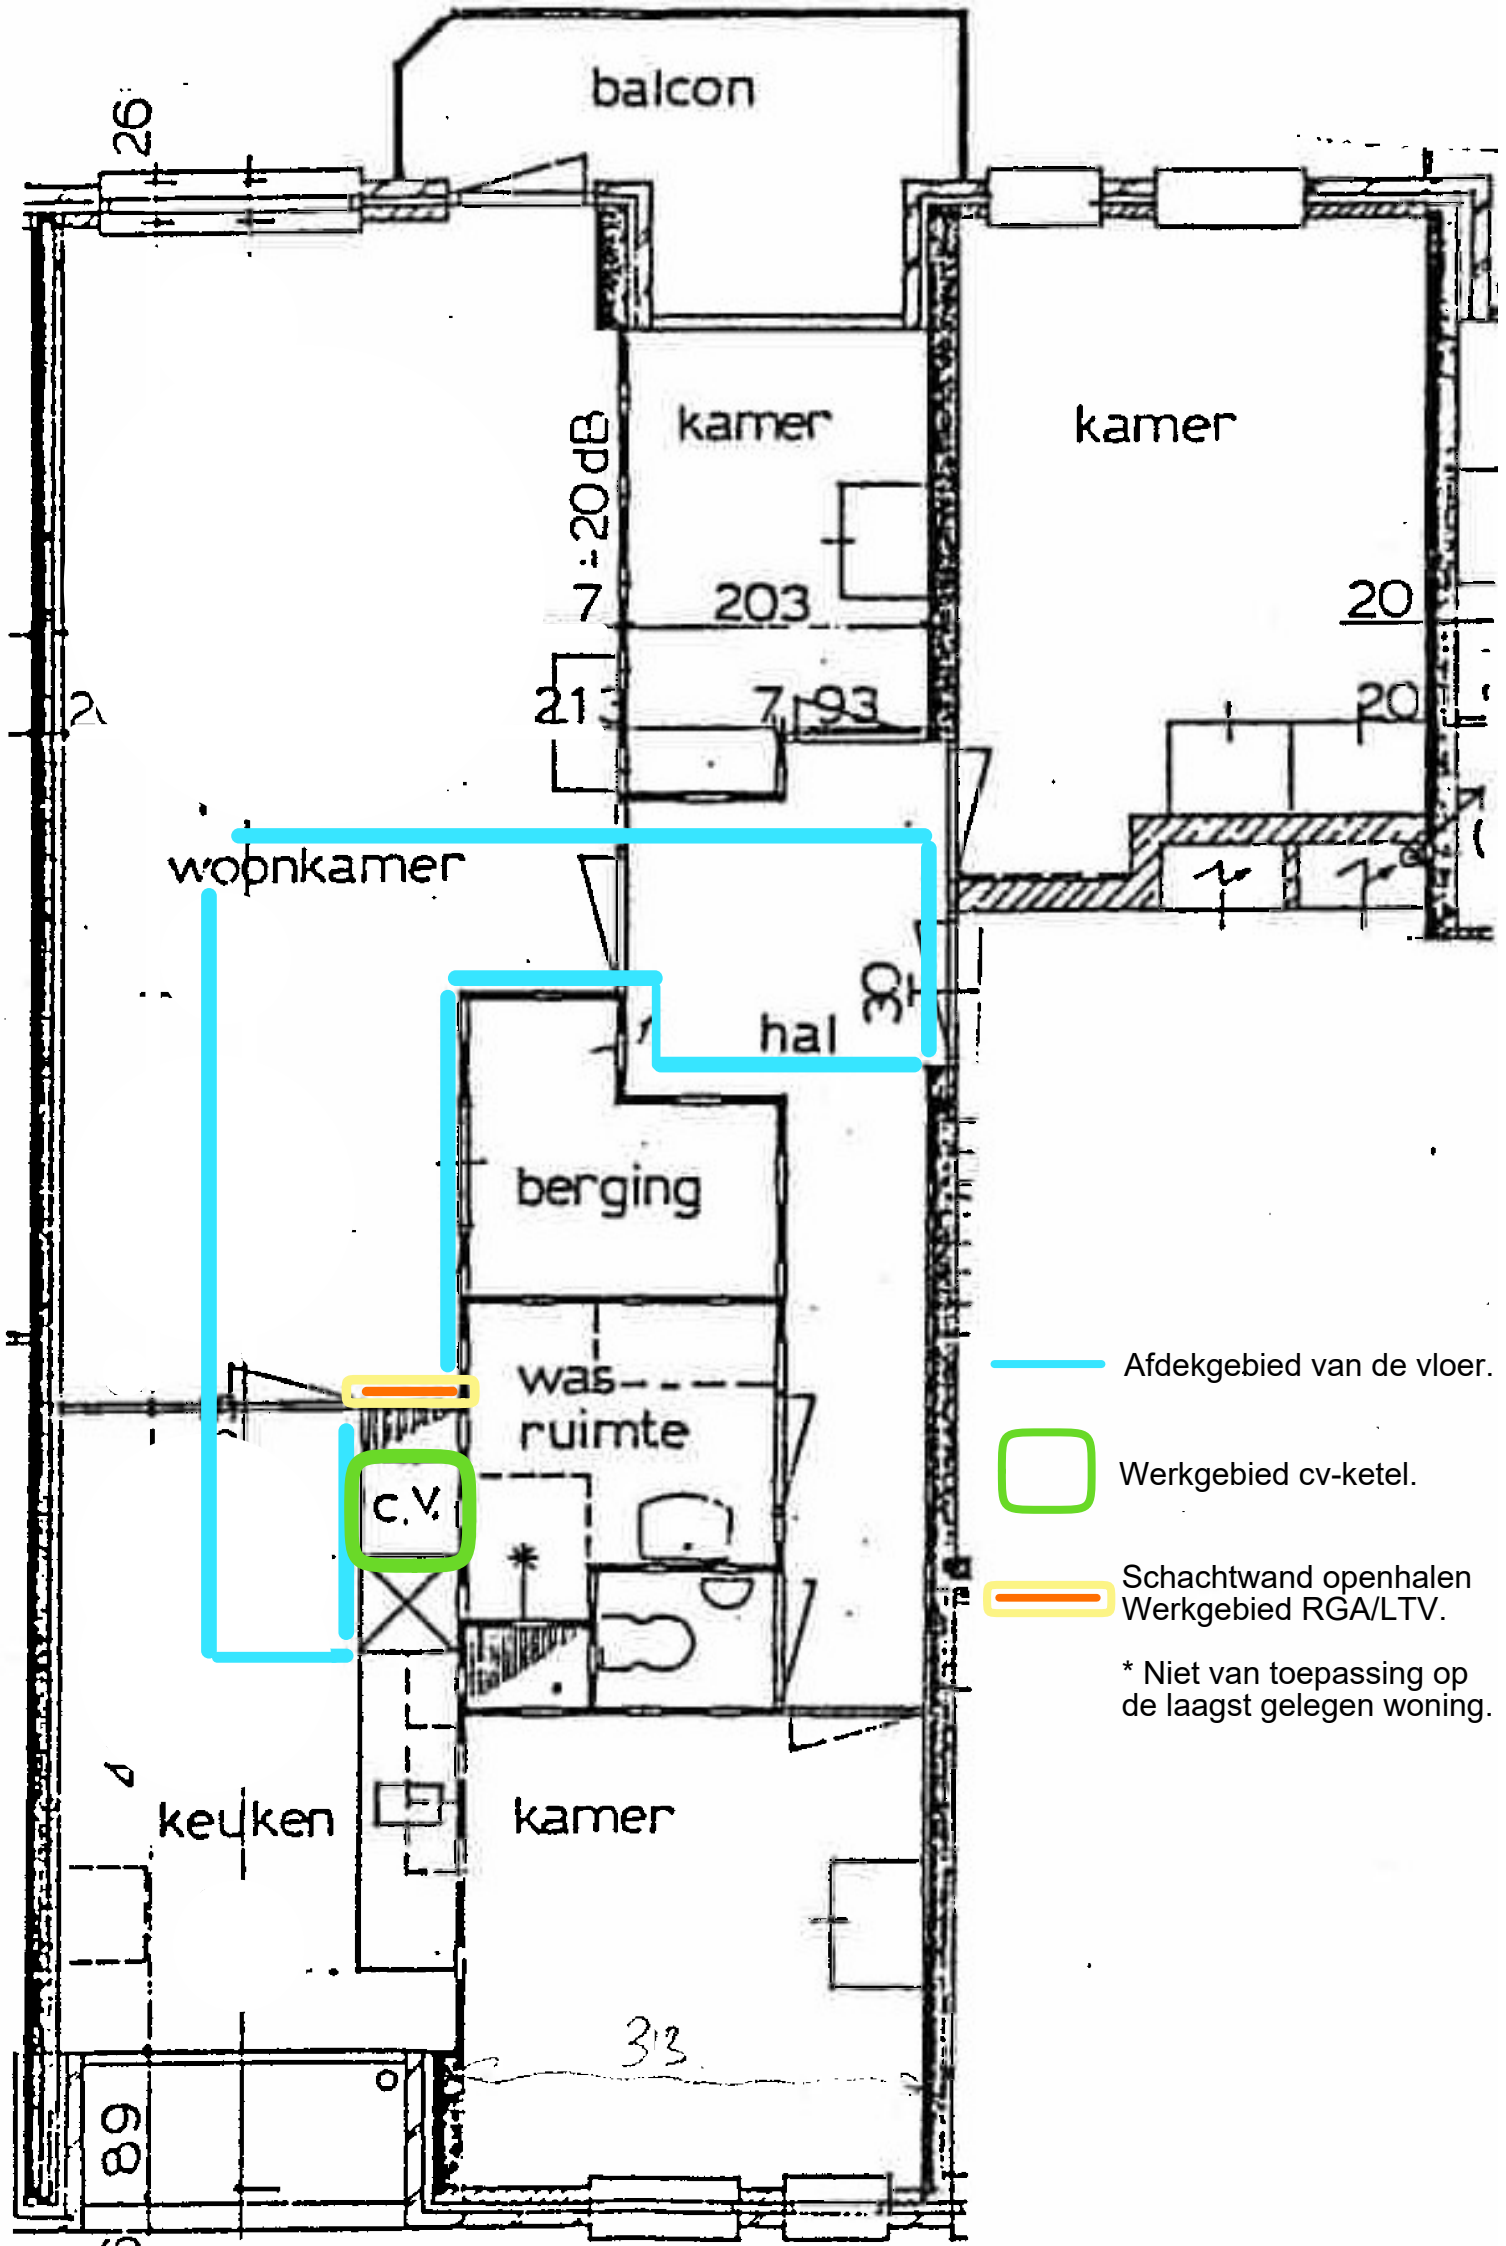 balcon
26
kamer
kamer
7 -20dB
203
20
21
7 93
20
woonkamer
30
hal
berging
was
ruimte
c.v.
Afdekgebied van de vloer.
Werkgebied cv-ketel.
Schachtwand openhalen
Werkgebied RGA/LTV.
* Niet van toepassing op
de laagst gelegen woning.
keuken
kamer
313
89